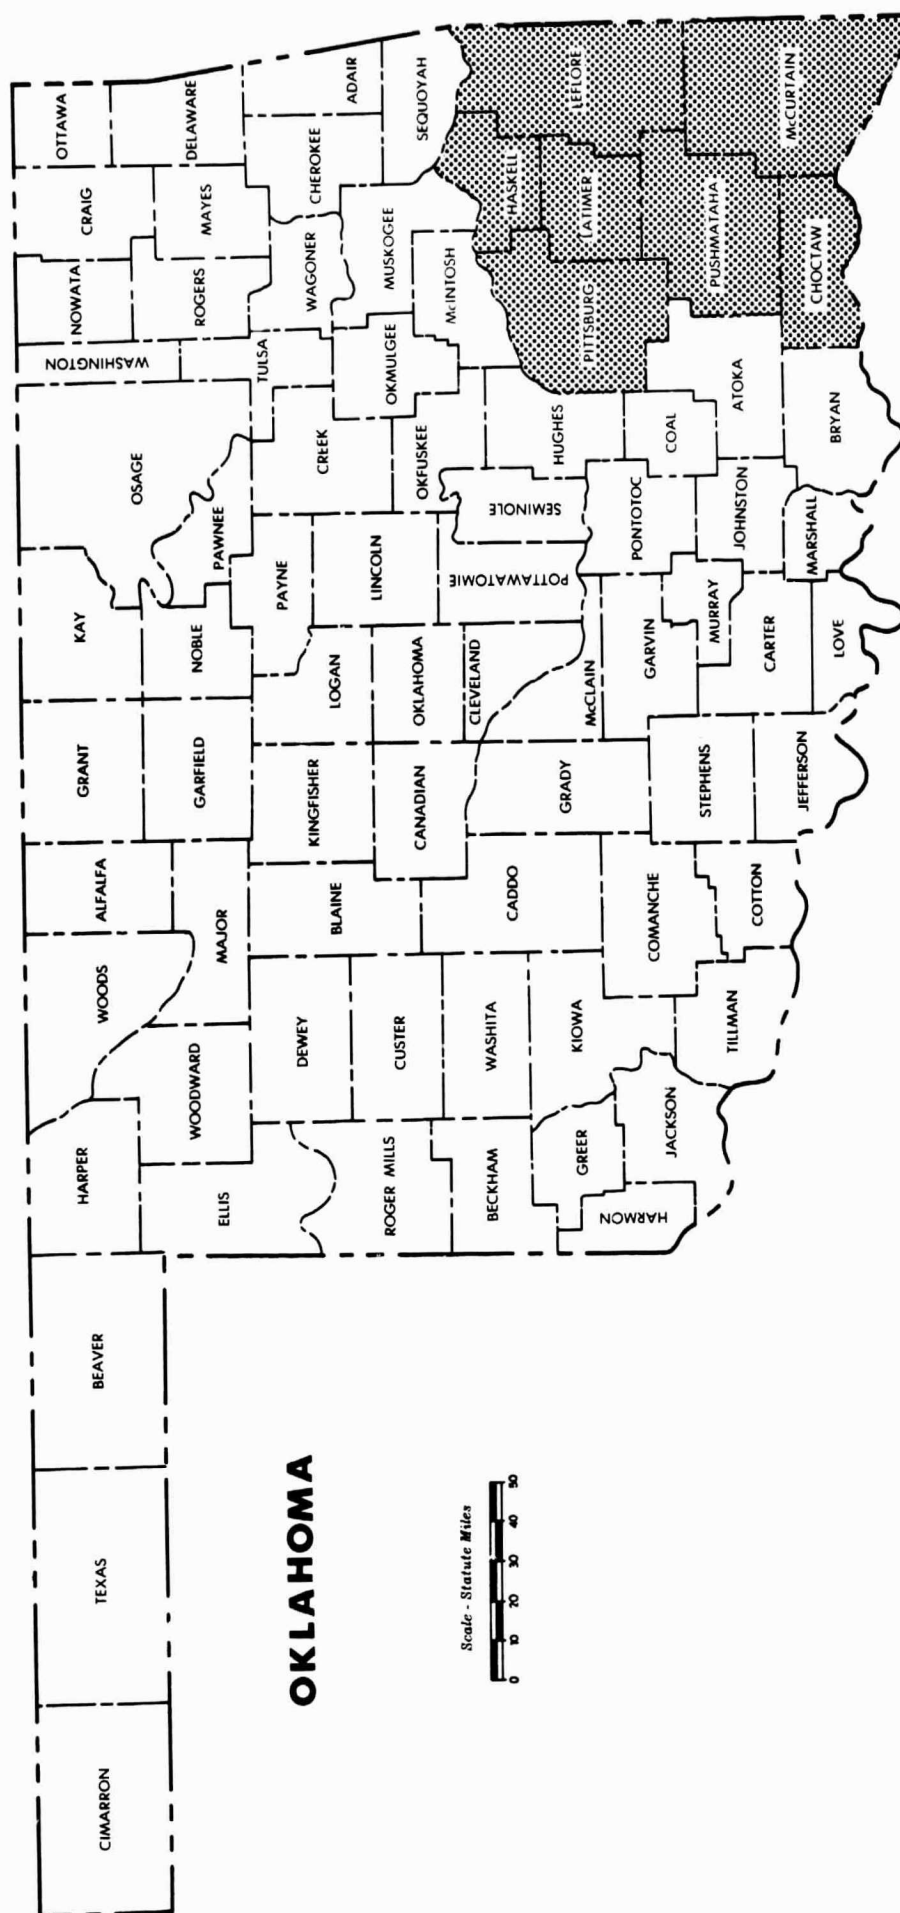 CIMARRON
TEXAS
BEAVER
HARPER
WOODS
ALFALFA
GRANT
KAY
OSAGE
WASHINGTON
NOWATA
CRAIG
OTTAWA
ELLIS
WOODWARD
MAJOR
GARFIELD
NOBLE
PAWNEE
ROGERS
MAYES
DELAWARE
ROGER MILLS
DEWEY
BLAINE
KINGFISHER
LOGAN
PAYNE
CREEK
TULSA
WAGONER
CHEROKEE
ADAIR
OKLAHOMA
BECKHAM
CUSTER
CANADIAN
OKLAHOMA
LINCOLN
OKFUSKEE
OKMULGEE
MUSKOGEE
SEQUOYAH
WASHITA
CADDO
GRADY
CLEVELAND
POTTAWATOMIE
SEMINOLE
HUGHES
McINTOSH
HASKELL
LEFLORE
GREER
KIOWA
McCLAIN
PITTSBURG
LATIMER
HARMON
JACKSON
COMANCHE
STEPHENS
GARVIN
PONTOTOC
COAL
ATOKA
PUSHMATAHA
McCURTAIN
TILLMAN
COTTON
JEFFERSON
CARTER
MURRAY
JOHNSTON
LOVE
MARSHALL
BRYAN
CHOCTAW
Scale - Statute Miles
0 10 20 30 40 50